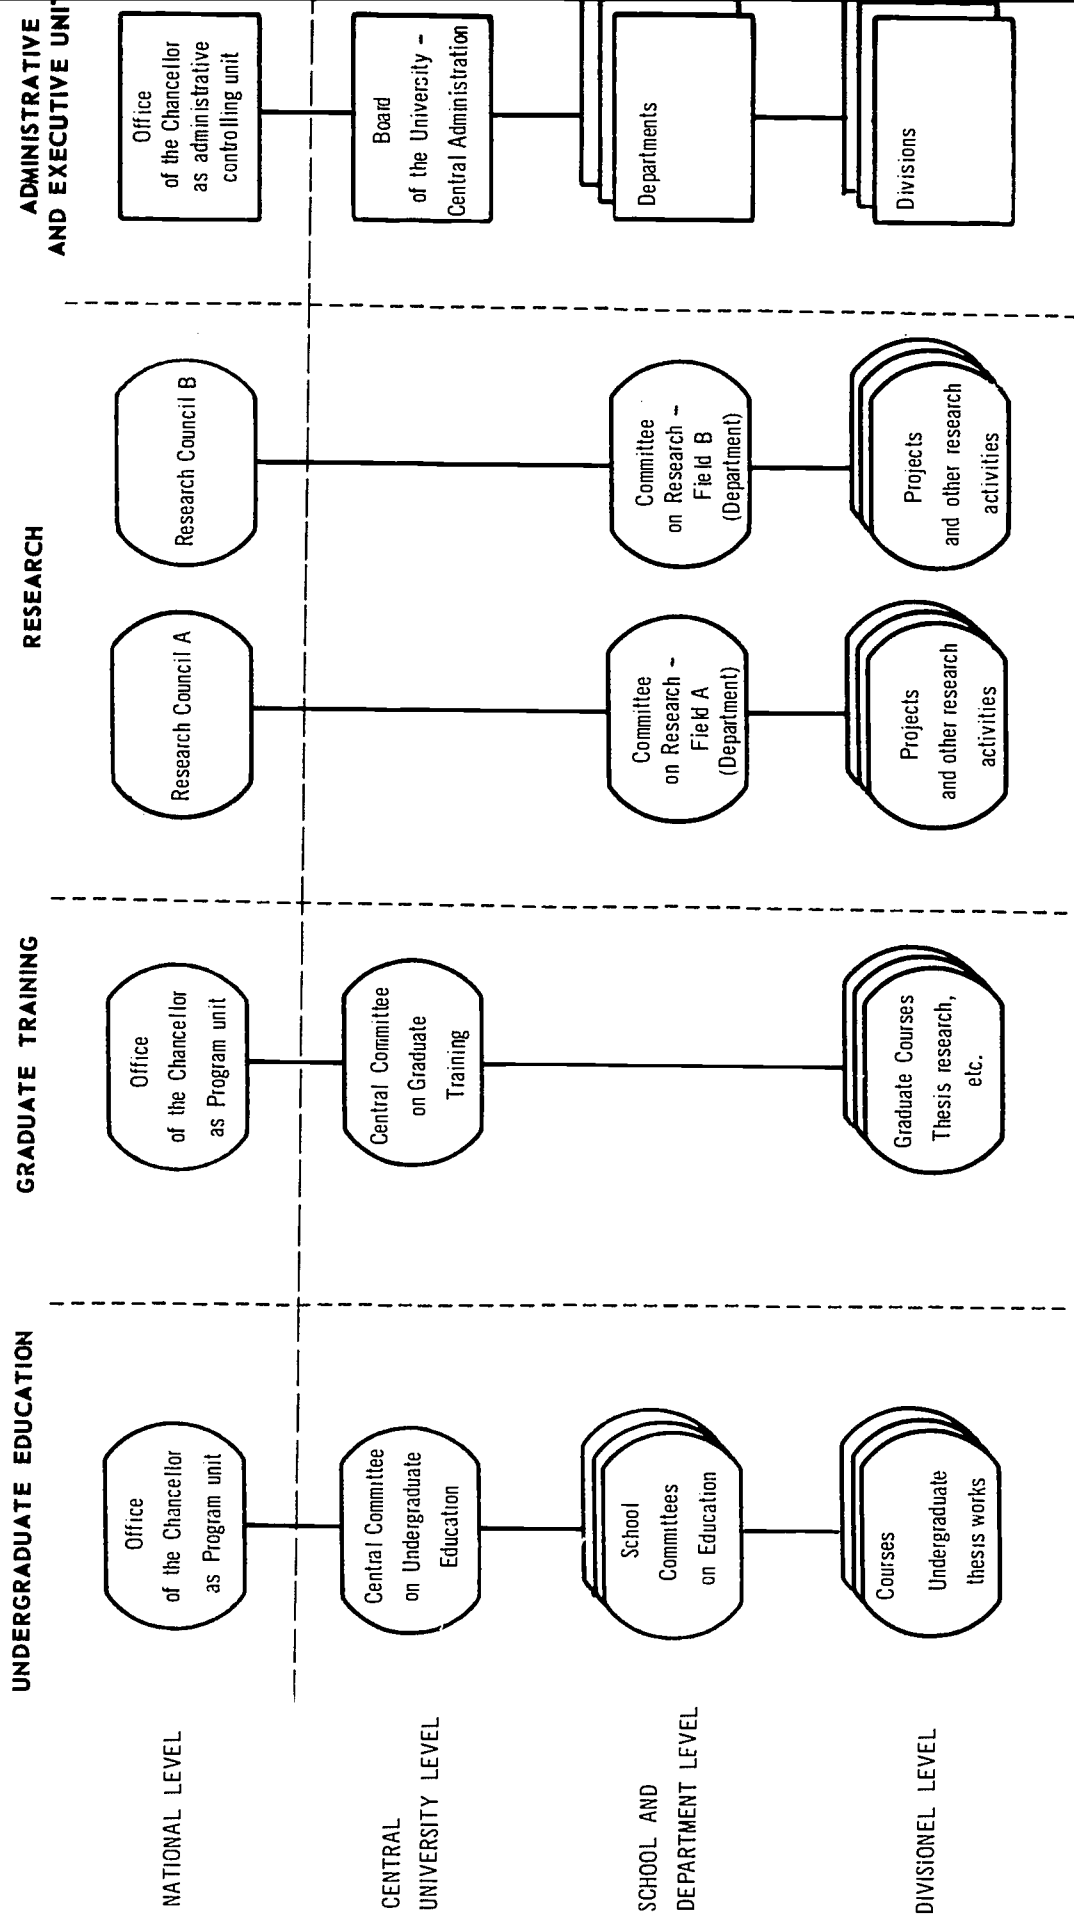 UNDERGRADUATE EDUCATION
GRADUATE TRAINING
RESEARCH
ADMINISTRATIVE
AND EXECUTIVE UNIT
NATIONAL LEVEL
Office
of the Chancellor
as Program unit
Office
of the Chancellor
as Program unit
Research Council A
Research Council B
Office
of the Chancellor
as administrative
controlling unit
CENTRAL
UNIVERSITY LEVEL
Central Committee
on Undergraduate
Education
Central Committee
on Graduate
Training
Board
of the University –
Central Administration
SCHOOL AND
DEPARTMENT LEVEL
School
Committees
on Education
Committee
on Research –
Field A
(Department)
Committee
on Research –
Field B
(Department)
Departments
DIVISIONEL LEVEL
Courses
Undergraduate
thesis works
Graduate Courses
Thesis research,
etc.
Projects
and other research
activities
Projects
and other research
activities
Divisions